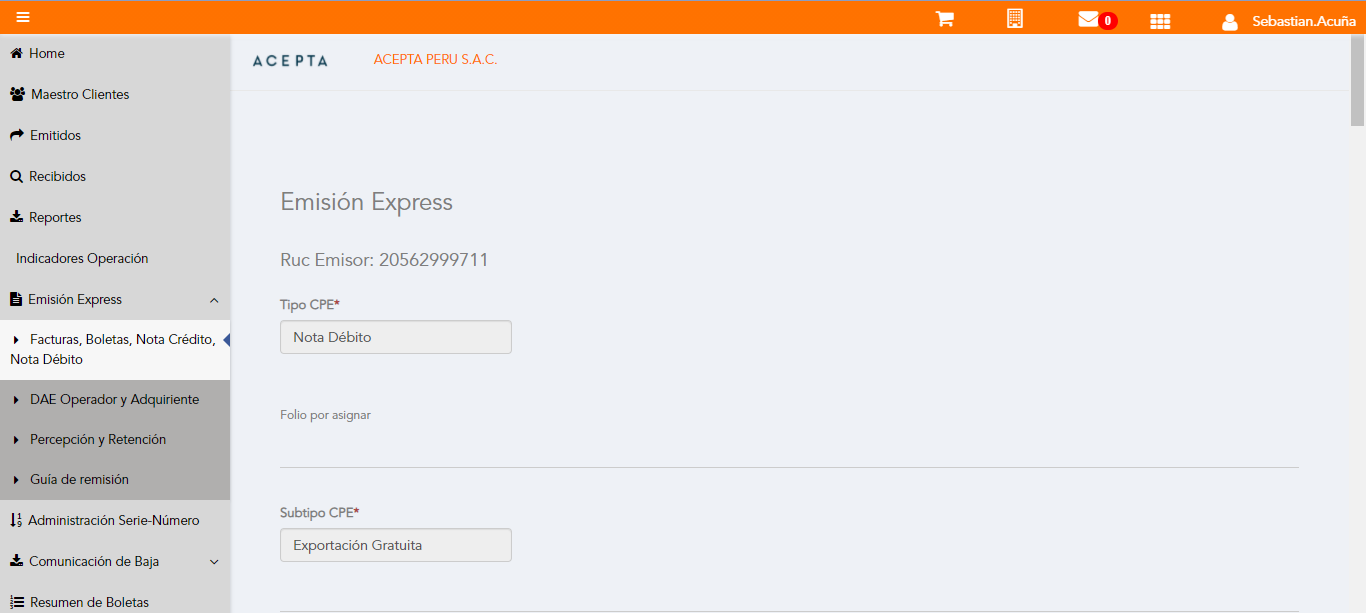 0
Sebastian.Acuña
Home
Maestro Clientes
Emitidos
Recibidos
Reportes
Indicadores Operación
Emisión Express
Facturas, Boletas, Nota Crédito,
Nota Débito
DAE Operador y Adquiriente
Percepción y Retención
Guía de remisión
Administración Serie-Número
Comunicación de Baja
Resumen de Boletas
ACEPTA
ACEPTA PERU S.A.C.
Emisión Express
Ruc Emisor: 20562999711
Tipo CPE*
Nota Débito
Folio por asignar
Subtipo CPE*
Exportación Gratuita